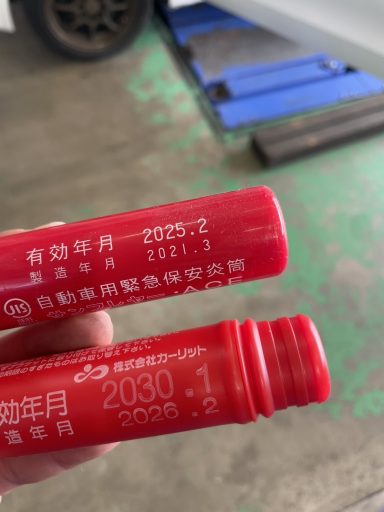 有効年月 2025.2
製造年月 2021.3
JIS 自動車用緊急保安炎筒
株式会社カーリット
効年月 2030.1
造年月 2026.2